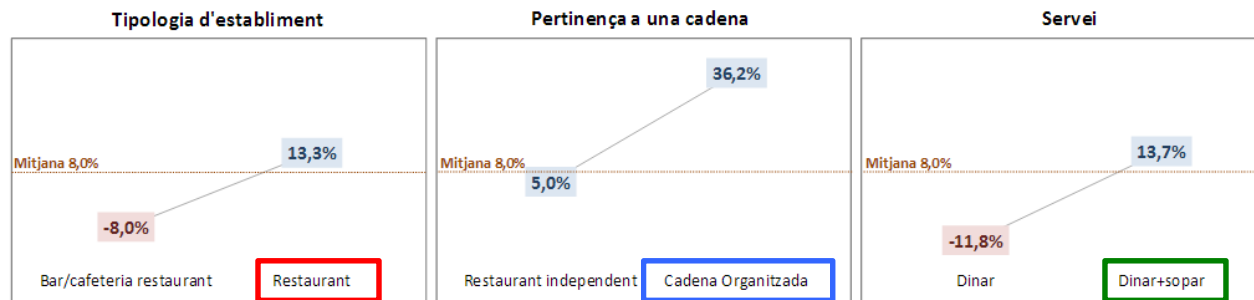 Tipologia d'establiment
Mitjana 8,0%
13,3%
-8,0%
Bar/cafeteria restaurant
Restaurant
Pertinença a una cadena
36,2%
Mitjana 8,0%
5,0%
Restaurant independent
Cadena Organitzada
Servei
Mitjana 8,0%
13,7%
-11,8%
Dinar
Dinar+sopar